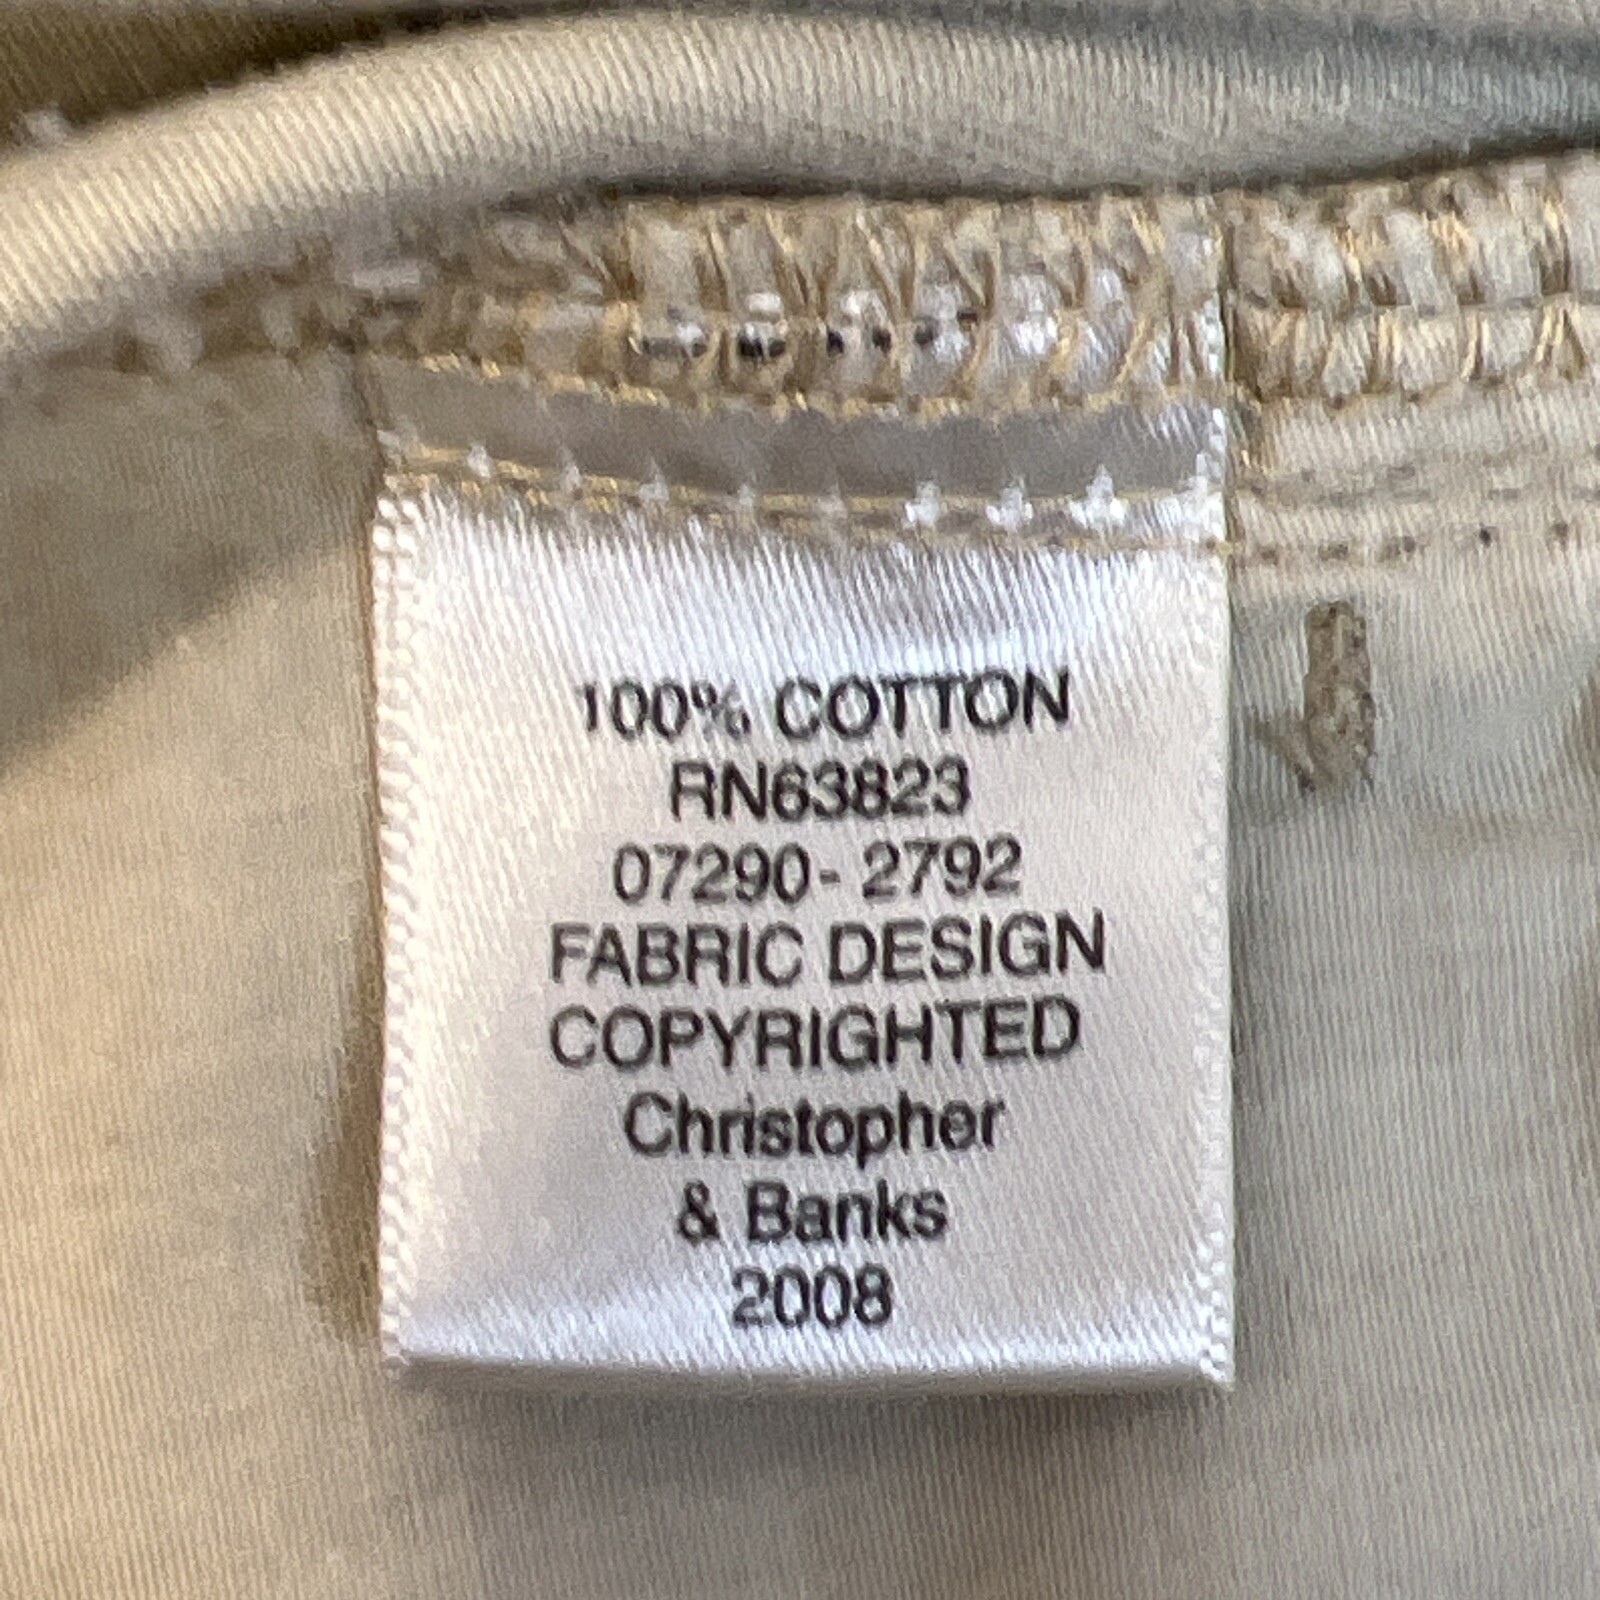 100% COTTON
RN63823
07290- 2792
FABRIC DESIGN
COPYRIGHTED
Christopher
& Banks
2008